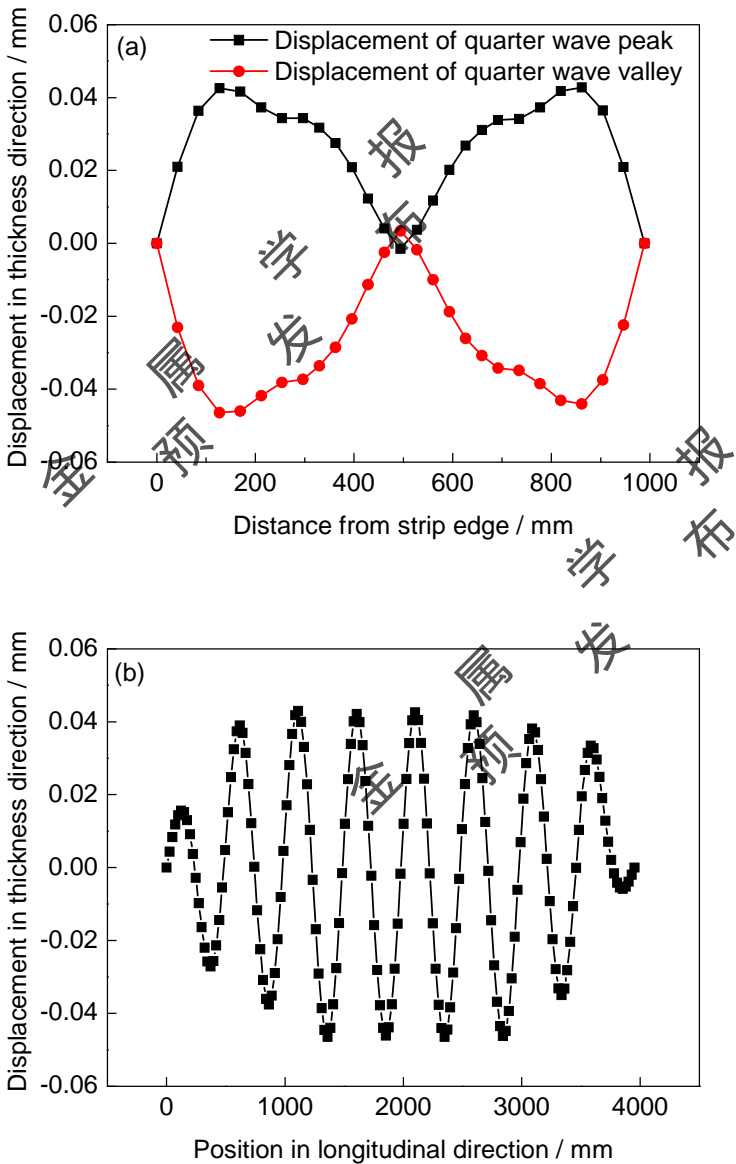 (a)
Displacement of quarter wave peak
Displacement of quarter wave valley
0.06
0.04
0.02
0.00
-0.02
-0.04
-0.06
Displacement in thickness direction / mm
0
200
400
600
800
1000
Distance from strip edge / mm
金属学报
预发布
(b)
0.06
0.04
0.02
0.00
-0.02
-0.04
-0.06
Displacement in thickness direction / mm
0
1000
2000
3000
4000
Position in longitudinal direction / mm
金属学报
预发布